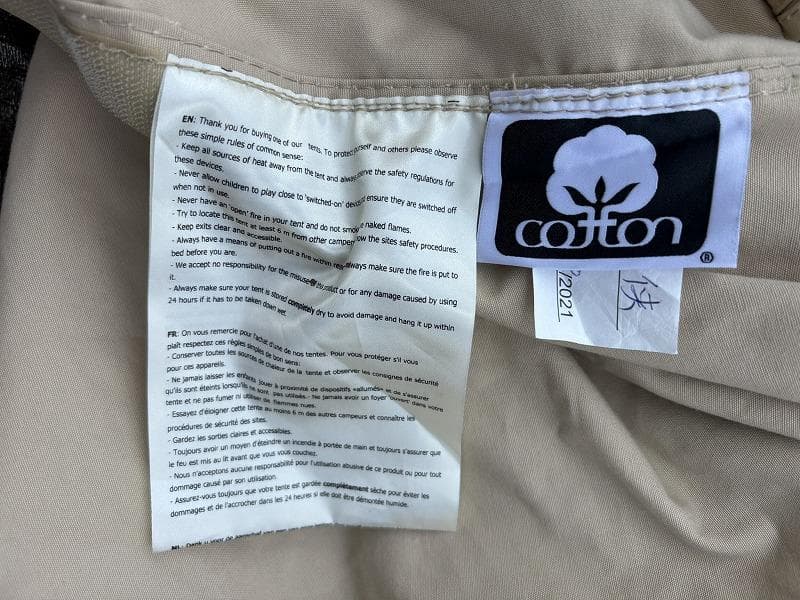 EN: Thank you for buying one of our tents. To protect urself and others please observe
these simple rules of common sense:
- Keep all sources of heat away from the tent and always erve the safety regulations for
these devices.
- Never allow children to play close to 'switched-on' devic ensure they are switched off
when not in use.
- Never have an 'open' fire in your tent and do not smok naked flames.
- Try to locate this tent at least 6 m from other camper ow the sites safety procedures.
- Keep exits clear and accessible.
- Always have a means of putting out a fire within rea always make sure the fire is put to
bed before you are.
- We accept no responsibility for the misuse of this product or for any damage caused by using
it.
- Always make sure your tent is stored completely dry to avoid damage and hang it up within
24 hours if it has to be taken down wet.
FR: On vous remercie pour l'achat d'une de nos tentes. Pour vous protéger s'il vous
plaît respectez ces règles simples de bon sens:
- Conserver toutes les sources de chaleur de la tente et observer les consignes de sécurité
pour ces appareils.
- Ne jamais laisser les enfants jouer à proximité de dispositifs «allumés» et de s'assurer
qu'ils sont éteints lorsqu'ils ne sont pas utilisés.- Ne jamais avoir un foyer 'ouvert' dans votre
tente et ne pas fumer ni utiliser de flammes nues.
- Essayez d'éloigner cette tente au moins 6 m des autres campeurs et connaître les
procédures de sécurité des sites.
- Gardez les sorties claires et accessibles.
- Toujours avoir un moyen d'éteindre un incendie à portée de main et toujours s'assurer que
le feu est mis au lit avant que vous vous couchez.
- Nous n'acceptons aucune responsabilité pour l'utilisation abusive de ce produit ou pour tout
dommage causé par son utilisation.
- Assurez-vous toujours que votre tente est gardée complètement sèche pour éviter les
dommages et de l'accrocher dans les 24 heures si elle doit être démontée humide.
NL: Dank u voor de
cotton
®
/2021